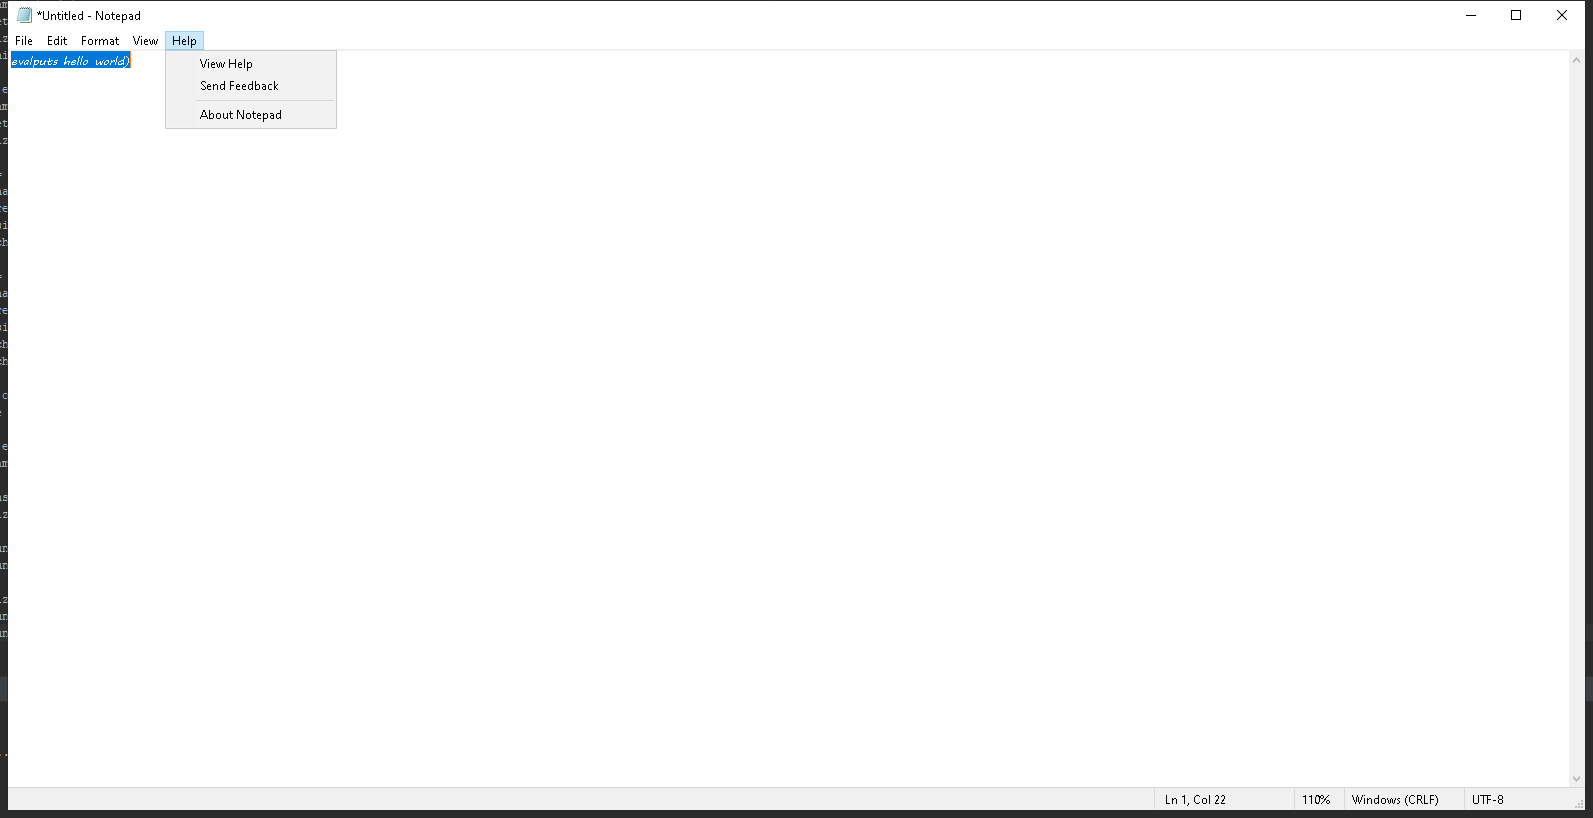 *Untitled - Notepad
File Edit Format View Help
evalputs hello world)
View Help
Send Feedback
About Notepad
Ln 1, Col 22 110% Windows (CRLF) UTF-8